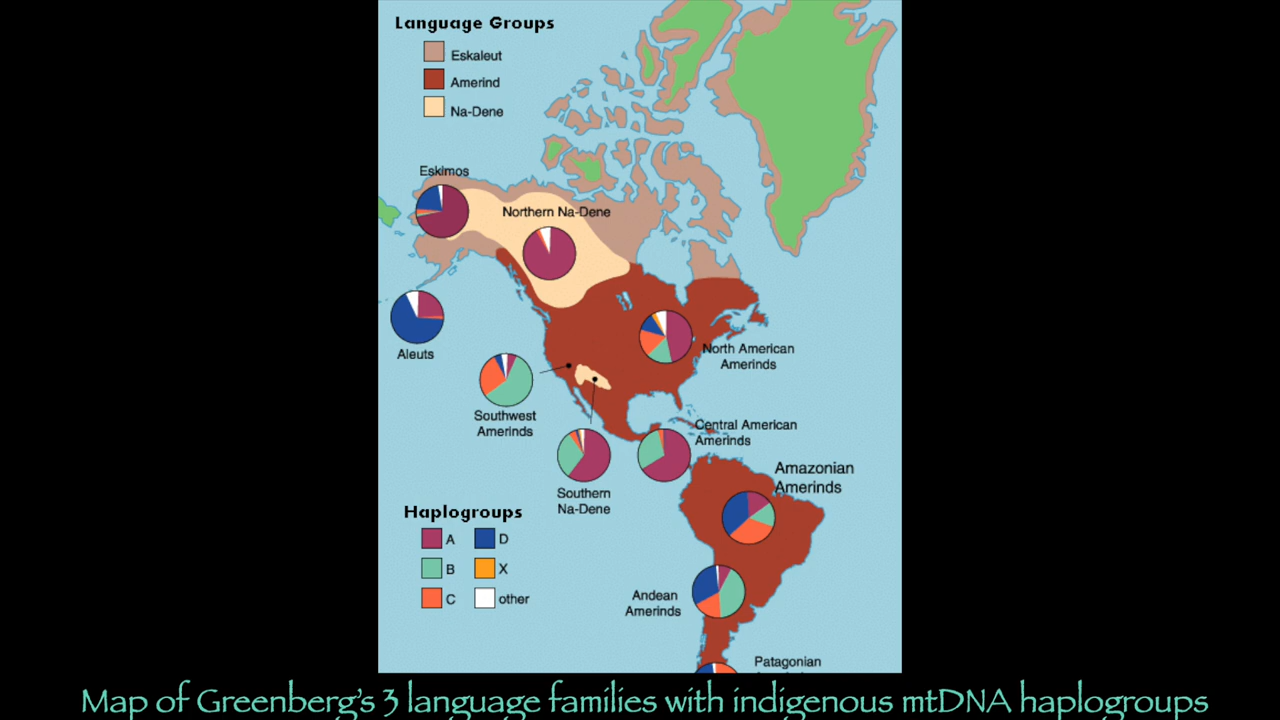 Language Groups
Eskaleut
Amerind
Na-Dene
Eskimos
Northern Na-Dene
Aleuts
North American
Amerinds
Southwest
Amerinds
Central American
Amerinds
Amazonian
Amerinds
Southern
Na-Dene
Haplogroups
A
D
B
X
C
other
Andean
Amerinds
Patagonian
Map of Greenberg's 3 language families with indigenous mtDNA haplogroups